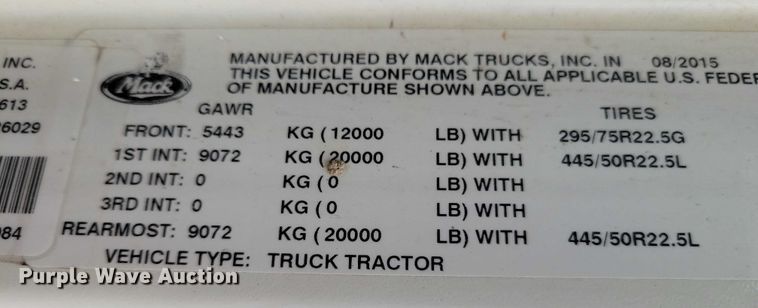 INC.
S.A.
613
6029
84
Mack
MANUFACTURED BY MACK TRUCKS, INC. IN 08/2015
THIS VEHICLE CONFORMS TO ALL APPLICABLE U.S. FEDER
OF MANUFACTURE SHOWN ABOVE.
GAWR TIRES
FRONT: 5443 KG (12000 LB) WITH 295/75R22.5G
1ST INT: 9072 KG (20000 LB) WITH 445/50R22.5L
2ND INT: 0 KG (0 LB) WITH
3RD INT: 0 KG (0 LB) WITH
REARMOST: 9072 KG (20000 LB) WITH 445/50R22.5L
VEHICLE TYPE: TRUCK TRACTOR
Purple Wave Auction